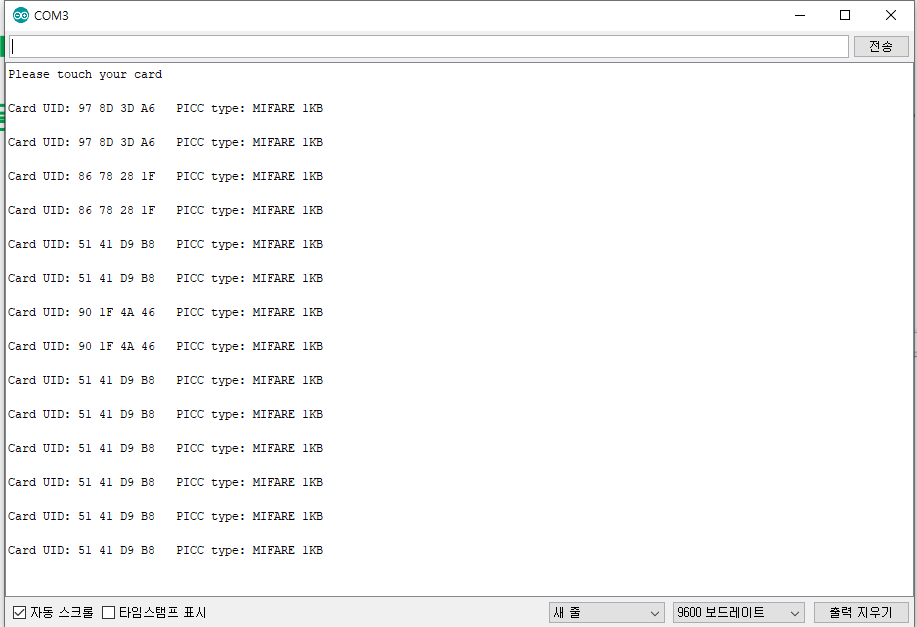 COM3
전송
Please touch your card
Card UID: 97 8D 3D A6 PICC type: MIFARE 1KB
Card UID: 97 8D 3D A6 PICC type: MIFARE 1KB
Card UID: 86 78 28 1F PICC type: MIFARE 1KB
Card UID: 86 78 28 1F PICC type: MIFARE 1KB
Card UID: 51 41 D9 B8 PICC type: MIFARE 1KB
Card UID: 51 41 D9 B8 PICC type: MIFARE 1KB
Card UID: 90 1F 4A 46 PICC type: MIFARE 1KB
Card UID: 90 1F 4A 46 PICC type: MIFARE 1KB
Card UID: 51 41 D9 B8 PICC type: MIFARE 1KB
Card UID: 51 41 D9 B8 PICC type: MIFARE 1KB
Card UID: 51 41 D9 B8 PICC type: MIFARE 1KB
Card UID: 51 41 D9 B8 PICC type: MIFARE 1KB
Card UID: 51 41 D9 B8 PICC type: MIFARE 1KB
Card UID: 51 41 D9 B8 PICC type: MIFARE 1KB
자동 스크롤 타임스탬프 표시 새 줄 9600 보드레이트 출력 지우기